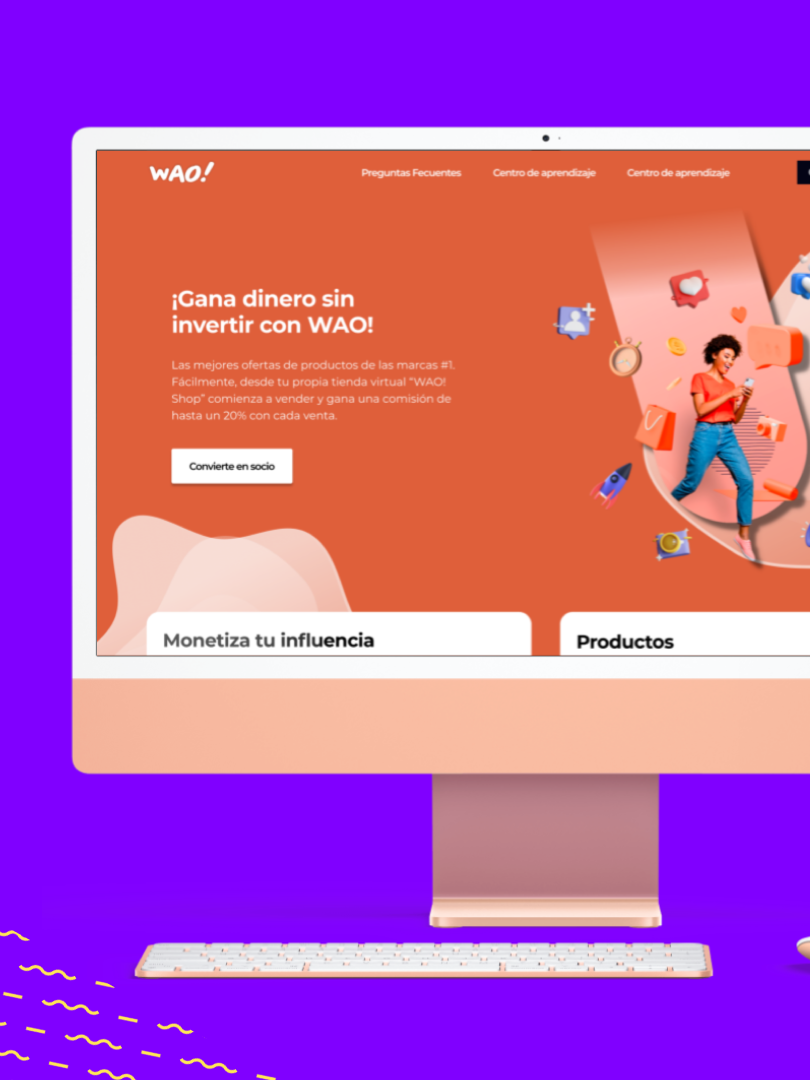 WAO!
Preguntas Fecuentes
Centro de aprendizaje
Centro de aprendizaje
¡Gana dinero sin
invertir con WAO!
Las mejores ofertas de productos de las marcas #1.
Fácilmente, desde tu propia tienda virtual "WAO!
Shop" comienza a vender y gana una comisión de
hasta un 20% con cada venta.
Convierte en socio
Monetiza tu influencia
Productos